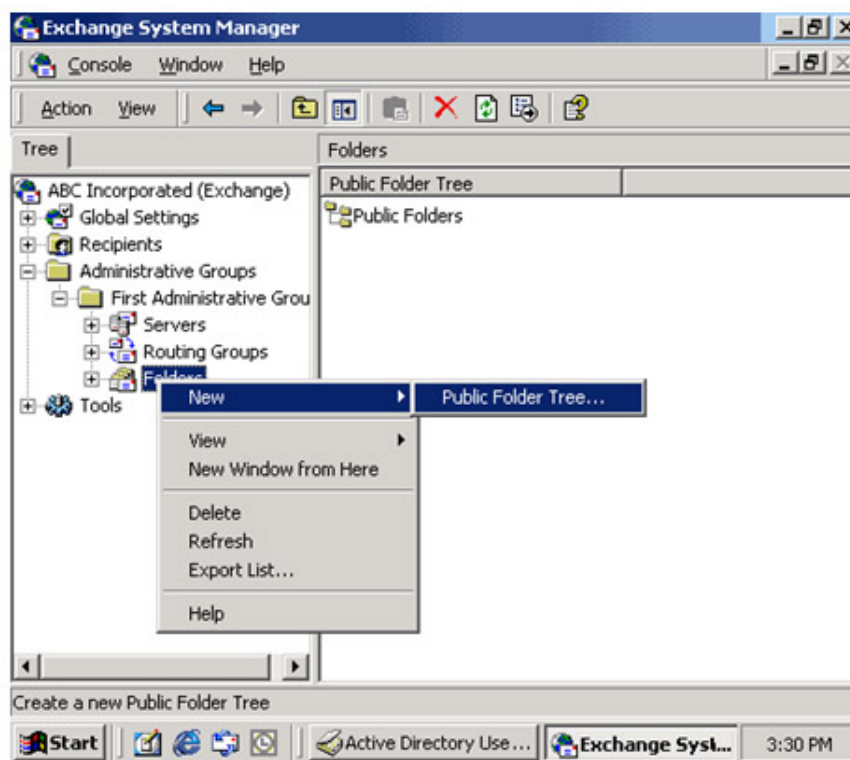 Exchange System Manager
Console Window Help
Action View
Tree
Folders
ABC Incorporated (Exchange)
Public Folder Tree
Global Settings
Public Folders
Recipients
Administrative Groups
First Administrative Grou
Servers
Routing Groups
Folders
Tools
New
Public Folder Tree...
View
New Window from Here
Delete
Refresh
Export List...
Help
Create a new Public Folder Tree
Start
Active Directory Use...
Exchange Syst...
3:30 PM